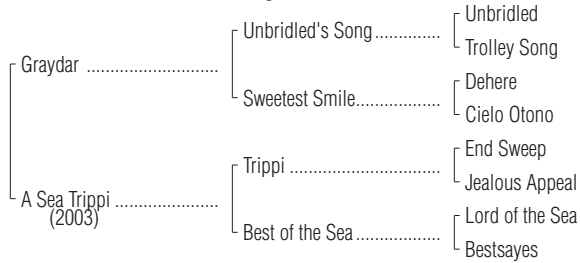 Unbridled
Unbridled's Song..............
Trolley Song
Graydar ............................
Dehere
Sweetest Smile..................
Cielo Otono
End Sweep
Trippi ................................
Jealous Appeal
A Sea Trippi ......................
(2003)
Lord of the Sea
Best of the Sea..................
Bestsayes